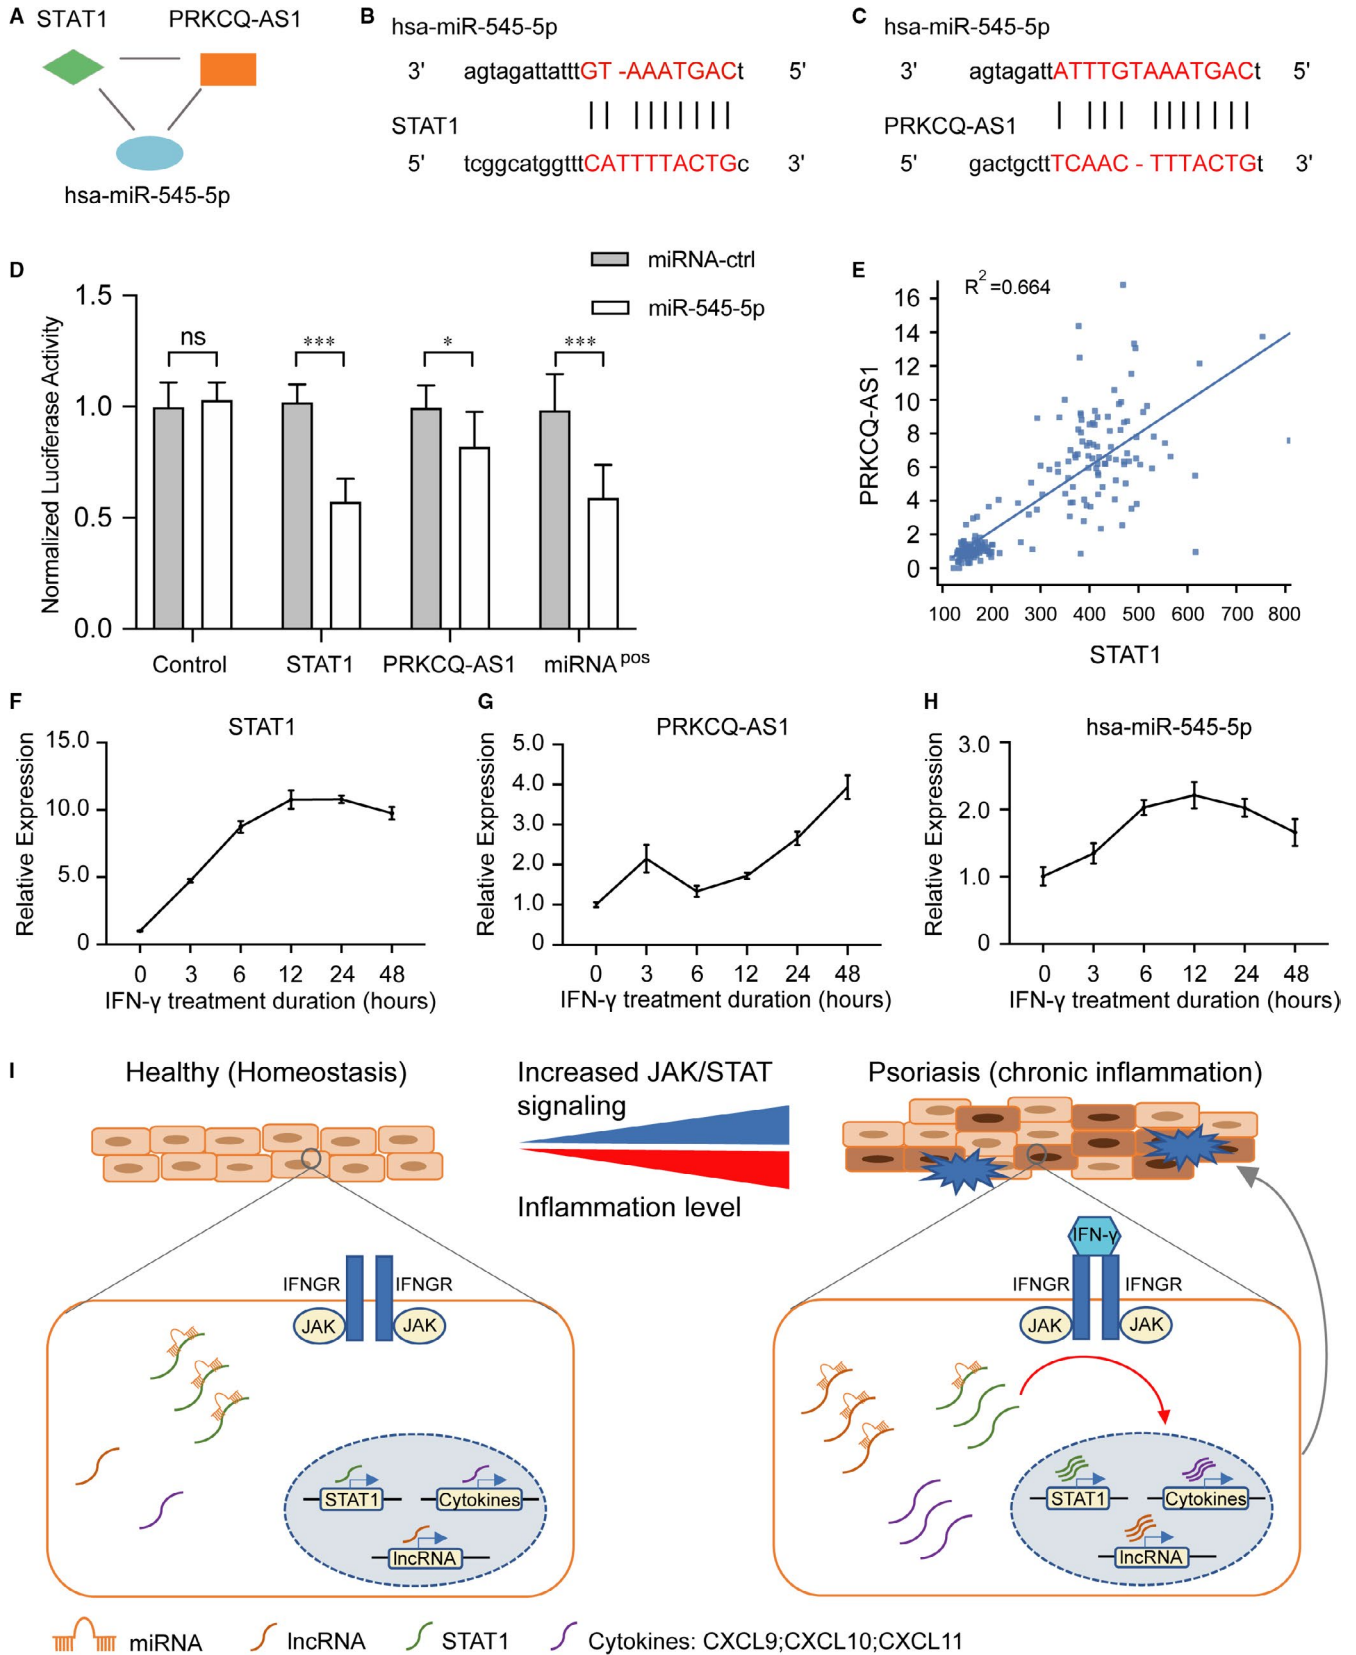 A
STAT1
PRKCQ-AS1
hsa-miR-545-5p
B
hsa-miR-545-5p
3' agtagattatttGT -AAATGACt 5'
STAT1
5' tcggcatggtttCATTTTACTGc 3'
C
hsa-miR-545-5p
3' agtagattATTTGTAAATGACt 5'
PRKCQ-AS1
5' gactgcttTCAAC - TTTACTGt 3'
D
miRNA-ctrl
miR-545-5p
Normalized Luciferase Activity
1.5
1.0
0.5
0.0
ns
***
*
***
Control
STAT1
PRKCQ-AS1
miRNA pos
E
R2 =0.664
PRKCQ-AS1
16
14
12
10
8
6
4
2
0
100 200 300 400 500 600 700 800
STAT1
F
STAT1
Relative Expression
15.0
10.0
5.0
0
0 3 6 12 24 48
IFN-γ treatment duration (hours)
G
PRKCQ-AS1
Relative Expression
5.0
4.0
3.0
2.0
1.0
0
0 3 6 12 24 48
IFN-γ treatment duration (hours)
H
hsa-miR-545-5p
Relative Expression
3.0
2.0
1.0
0
0 3 6 12 24 48
IFN-γ treatment duration (hours)
I
Healthy (Homeostasis)
Increased JAK/STAT
signaling
Inflammation level
Psoriasis (chronic inflammation)
IFNGR
IFNGR
JAK
JAK
STAT1
Cytokines
lncRNA
IFN-γ
IFNGR
IFNGR
JAK
JAK
STAT1
Cytokines
lncRNA
miRNA
lncRNA
STAT1
Cytokines: CXCL9;CXCL10;CXCL11